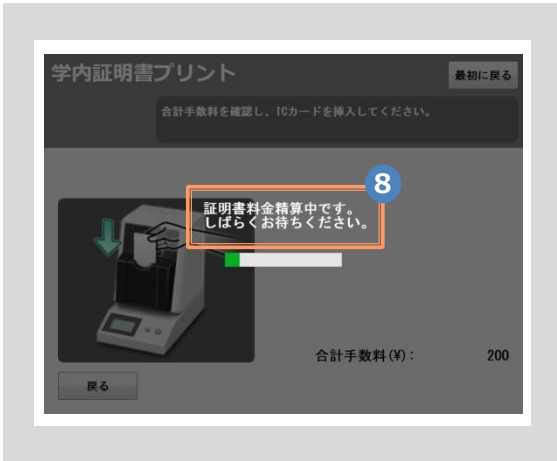 学内証明書プリント
最初に戻る
合計手数料を確認し、ICカードを挿入してください。
8
証明書料金精算中です。
しばらくお待ちください。
合計手数料(¥): 200
戻る